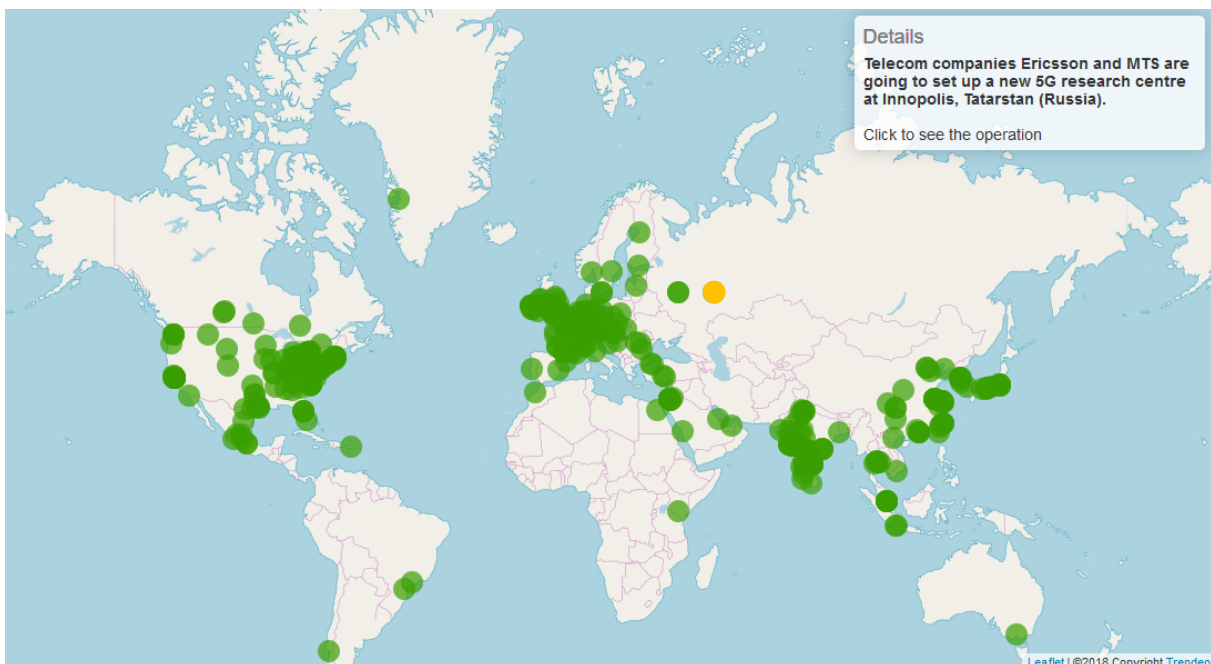 Details
Telecom companies Ericsson and MTS are
going to set up a new 5G research centre
at Innopolis, Tatarstan (Russia).
Click to see the operation
Leaflet | ©2018 Copyright Trendeo